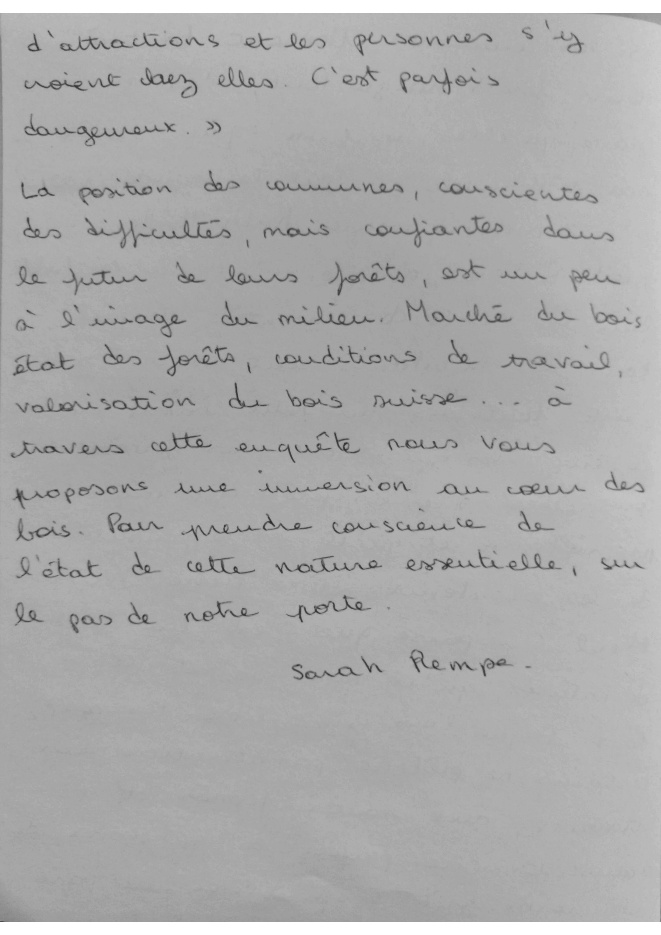 d'attractions et les personnes s'y
croient chez elles. C'est parfois
dangereux. »
La position des communes, conscientes
des difficultés, mais confiantes dans
le futur de leurs forêts, est un peu
à l'image du milieu. Marché du bois
état des forêts, conditions de travail,
valorisation du bois suisse... à
travers cette enquête nous vous
proposons une immersion au cœur des
bois. Pour prendre conscience de
l'état de cette nature essentielle, sur
le pas de notre porte.
Sarah Rempe.